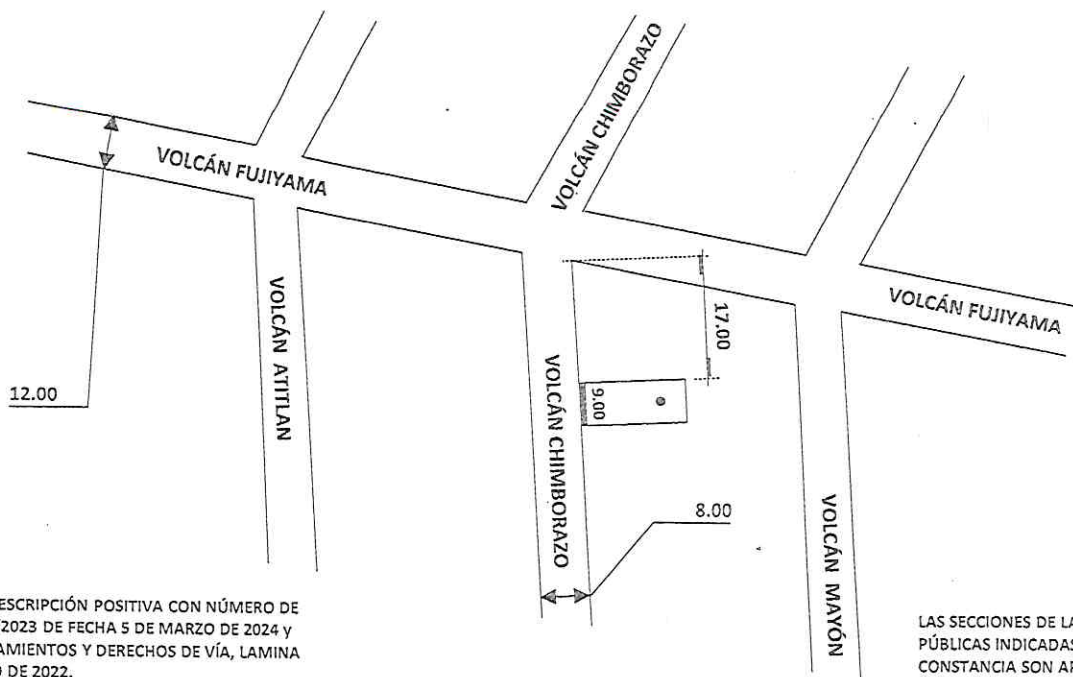 VOLCÁN CHIMBORAZO
VOLCÁN FUJIYAMA
VOLCÁN FUJIYAMA
17.00
VOLCÁN ATITLAN
12.00
9.00
VOLCÁN CHIMBORAZO
8.00
VOLCÁN MAYÓN
ESCRIPCIÓN POSITIVA CON NÚMERO DE
2023 DE FECHA 5 DE MARZO DE 2024 y
AMIENTOS Y DERECHOS DE VÍA, LAMINA
DE 2022.
LAS SECCIONES DE LA
PÚBLICAS INDICADAS
CONSTANCIA SON